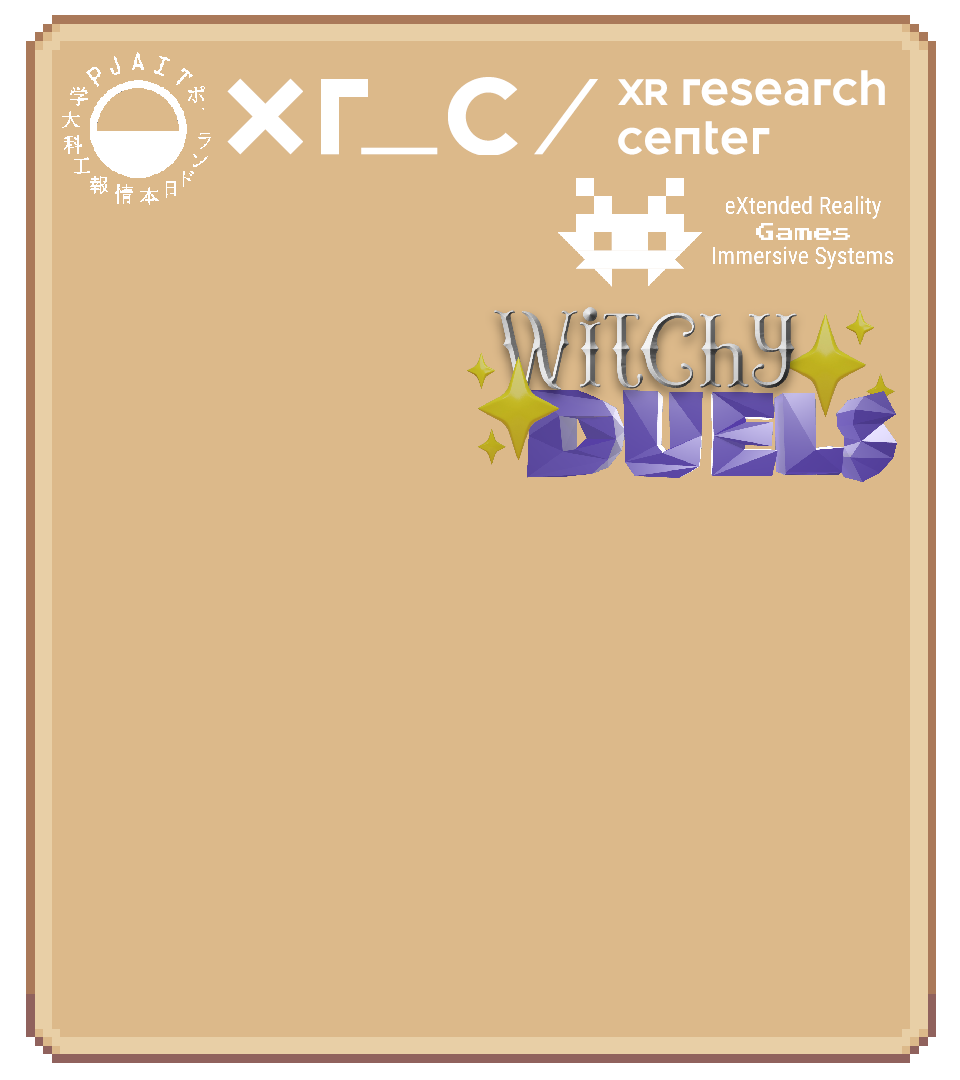 PJAIT
ポーランド日本情報工科大学
xr_c/
XR research
center
eXtended Reality
Games
Immersive Systems
WitChy
DUELS